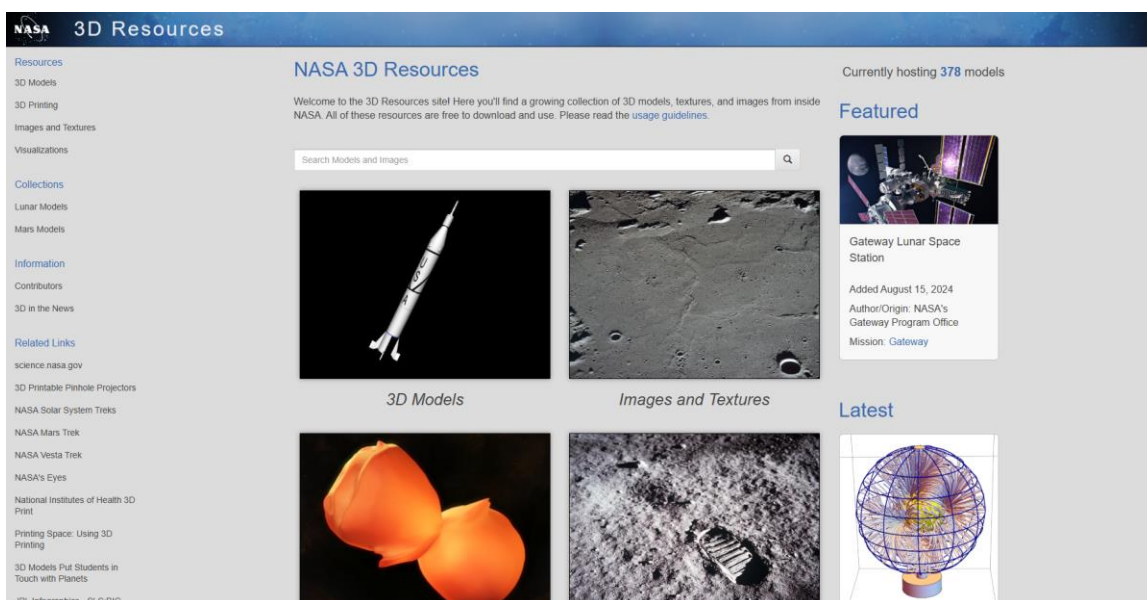 NASA 3D Resources
Resources
3D Models
3D Printing
Images and Textures
Visualizations
Collections
Lunar Models
Mars Models
Information
Contributors
3D in the News
Related Links
science.nasa.gov
3D Printable Pinhole Projectors
NASA Solar System Treks
NASA Mars Trek
NASA Vesta Trek
NASA's Eyes
National Institutes of Health 3D
Print
Printing Space: Using 3D
Printing
3D Models Put Students in
Touch with Planets
NASA 3D Resources
Welcome to the 3D Resources site! Here you'll find a growing collection of 3D models, textures, and images from inside
NASA. All of these resources are free to download and use. Please read the usage guidelines.
Search Models and Images
USA
3D Models
Images and Textures
Currently hosting 378 models
Featured
Gateway Lunar Space
Station
Added August 15, 2024
Author/Origin: NASA's
Gateway Program Office
Mission: Gateway
Latest